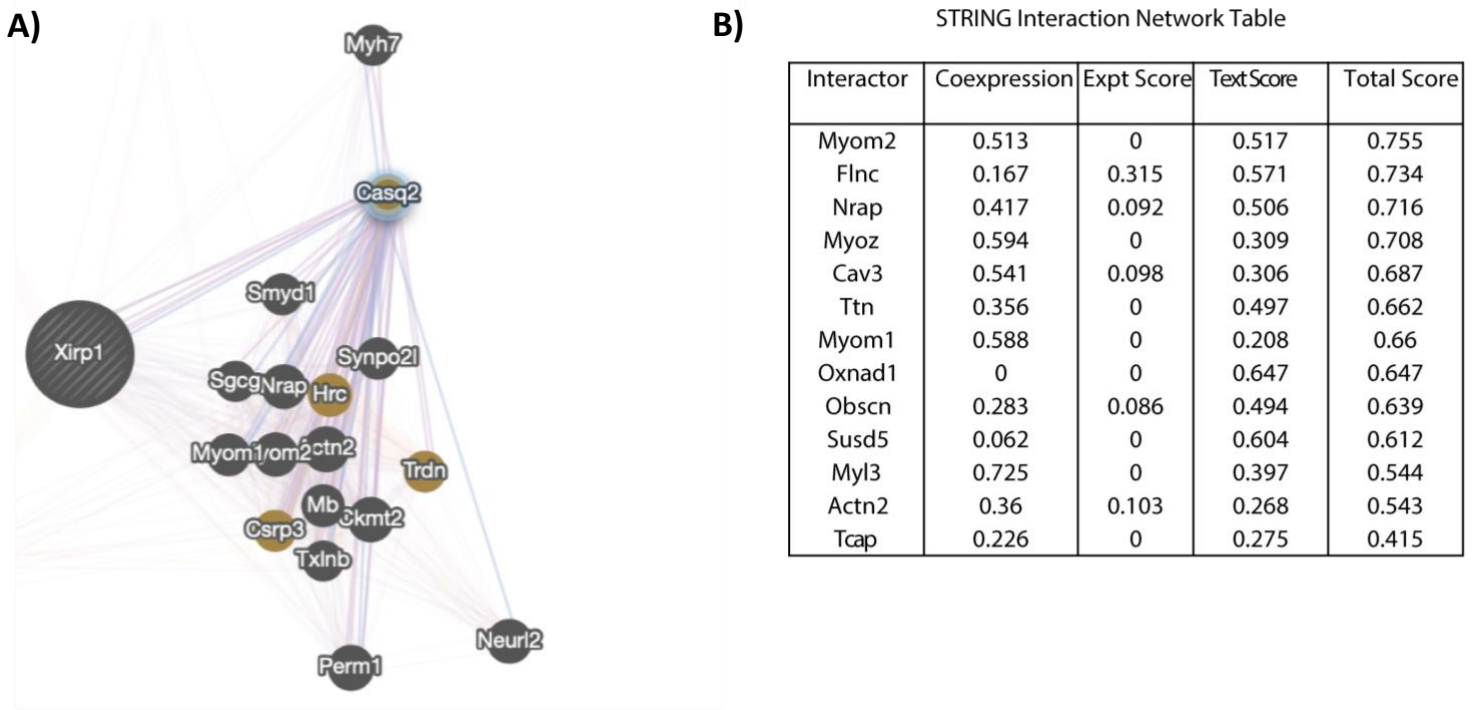 A)
Myh7
Casq2
Smyd1
Xirp1
Synpo2l
Sgcg Nrap Hrc
Myom1 yom2 ctn2
Trdn
Mb
Ckmt2
Csrp3
Txlnb
Neurl2
Perm1
B)
STRING Interaction Network Table
Interactor Coexpression Expt Score Text Score Total Score
Myom2 0.513 0 0.517 0.755
Flnc 0.167 0.315 0.571 0.734
Nrap 0.417 0.092 0.506 0.716
Myoz 0.594 0 0.309 0.708
Cav3 0.541 0.098 0.306 0.687
Ttn 0.356 0 0.497 0.662
Myom1 0.588 0 0.208 0.66
Oxnad1 0 0 0.647 0.647
Obscn 0.283 0.086 0.494 0.639
Susd5 0.062 0 0.604 0.612
Myl3 0.725 0 0.397 0.544
Actn2 0.36 0.103 0.268 0.543
Tcap 0.226 0 0.275 0.415